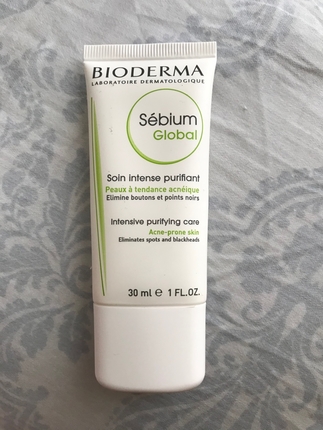 BIODERMA
LABORATOIRE DERMATOLOGIQUE
Sébium
Global
Soin intense purifiant
Peaux à tendance acnéique
Elimine boutons et points noirs
Intensive purifying care
Acne-prone skin
Eliminates spots and blackheads
30 ml e 1 FL.OZ.